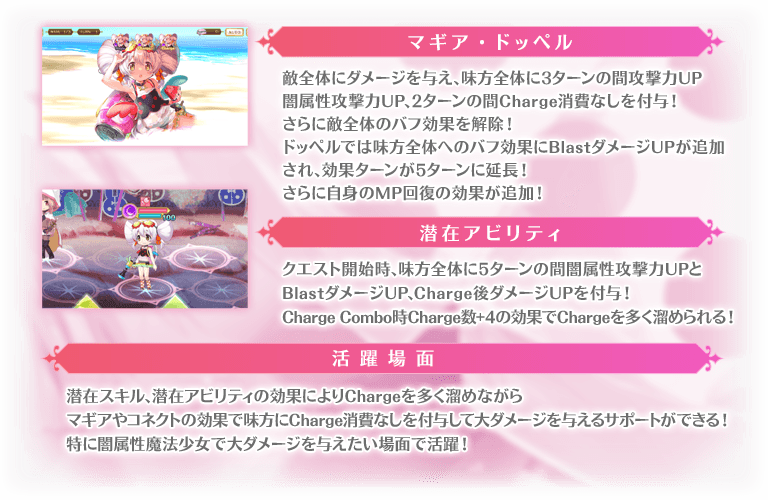 マギア・ドッペル
敵全体にダメージを与え、味方全体に3ターンの間攻撃力UP
闇属性攻撃力UP、2ターンの間Charge消費なしを付与！
さらに敵全体のバフ効果を解除！
ドッペルでは味方全体へのバフ効果にBlastダメージUPが追加
され、効果ターンが5ターンに延長！
さらに自身のMP回復の効果が追加！
100
潜在アビリティ
クエスト開始時、味方全体に5ターンの間闇属性攻撃力UPと
BlastダメージUP、Charge後ダメージUPを付与！
Charge Combo時Charge数+4の効果でChargeを多く溜められる！
活躍場面
潜在スキル、潜在アビリティの効果によりChargeを多く溜めながら
マギアやコネクトの効果で味方にCharge消費なしを付与して大ダメージを与えるサポートができる！
特に闇属性魔法少女で大ダメージを与えたい場面で活躍！